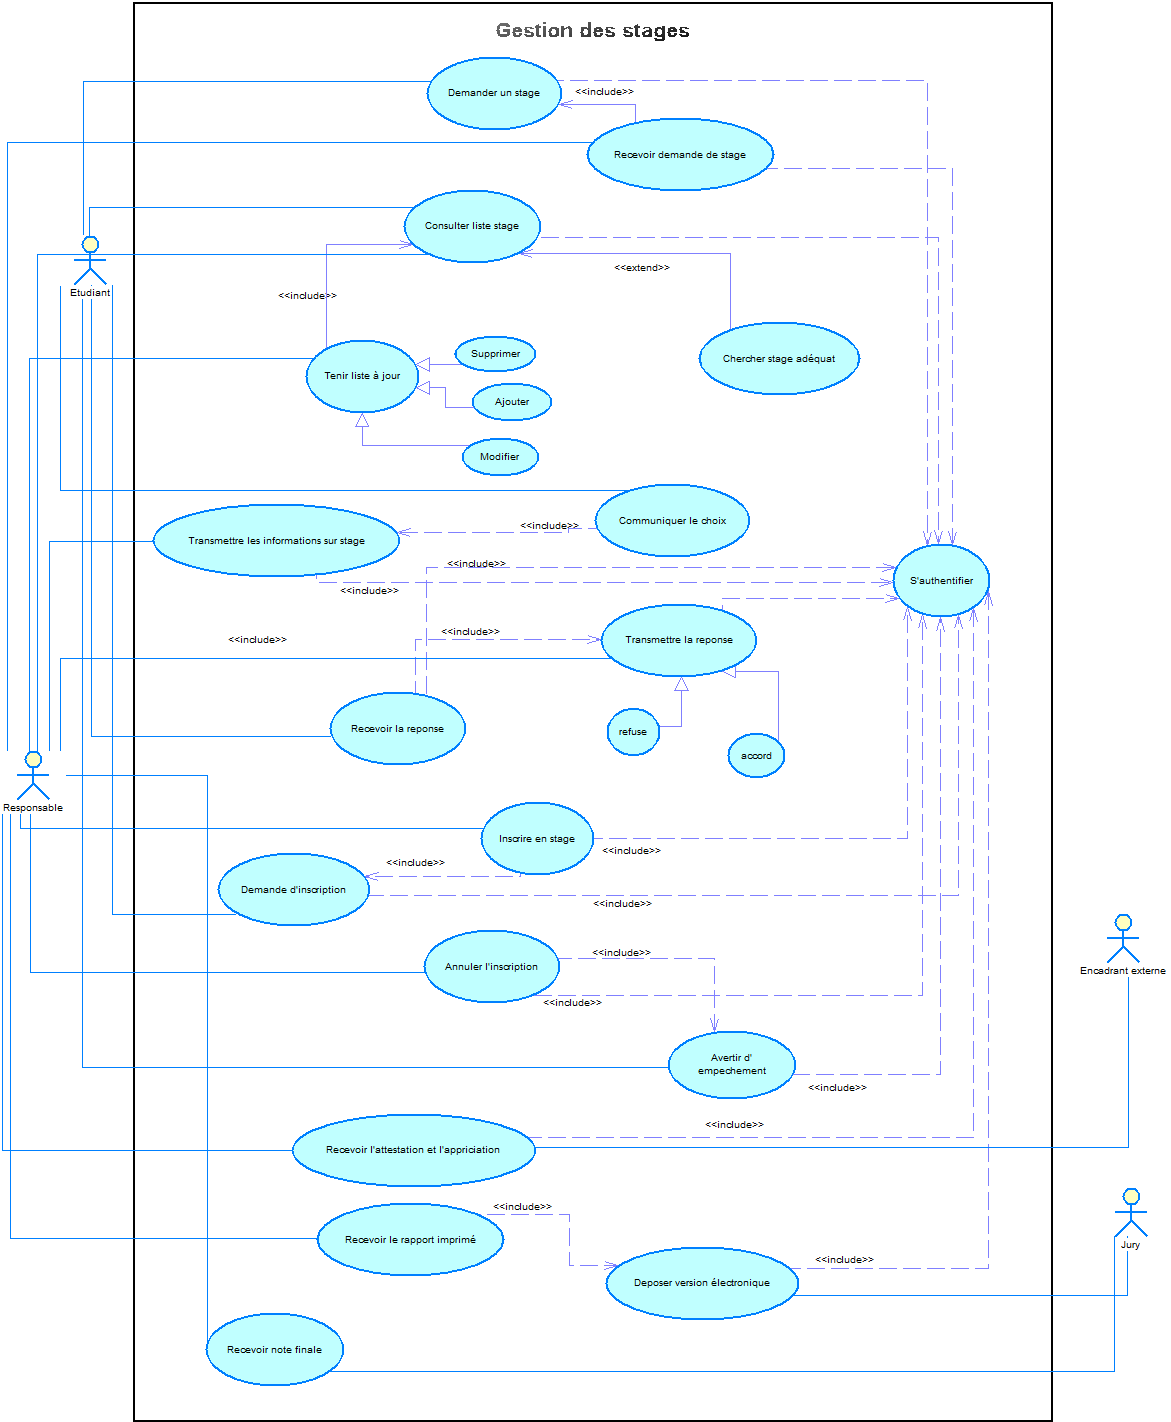 Gestion des stages
Demander un stage
<<include>>
Recevoir demande de stage
Consulter liste stage
Etudiant
<<extend>>
<<include>>
Supprimer
Chercher stage adéquat
Tenir liste à jour
Ajouter
Modifier
Communiquer le choix
<<include>>
Transmettre les informations sur stage
<<include>>
S'authentifier
<<include>>
<<include>>
<<include>>
Transmettre la reponse
Recevoir la reponse
refuse
accord
Responsable
Inscrire en stage
<<include>>
<<include>>
Demande d'inscription
<<include>>
<<include>>
Annuler l'inscription
Encadrant externe
<<include>>
Avertir d'
empechement
<<include>>
<<include>>
Recevoir l'attestation et l'appriciation
<<include>>
Recevoir le rapport imprimé
Jury
<<include>>
Deposer version électronique
Recevoir note finale